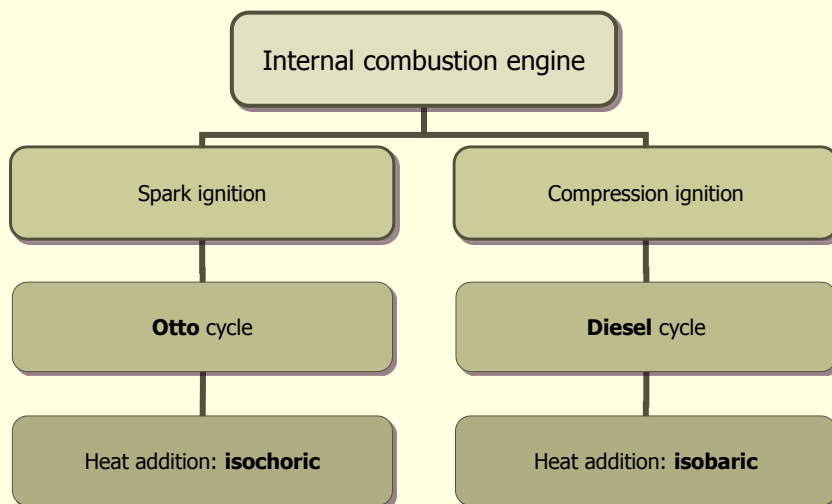 Internal combustion engine
Spark ignition
Compression ignition
Otto cycle
Diesel cycle
Heat addition: isochoric
Heat addition: isobaric